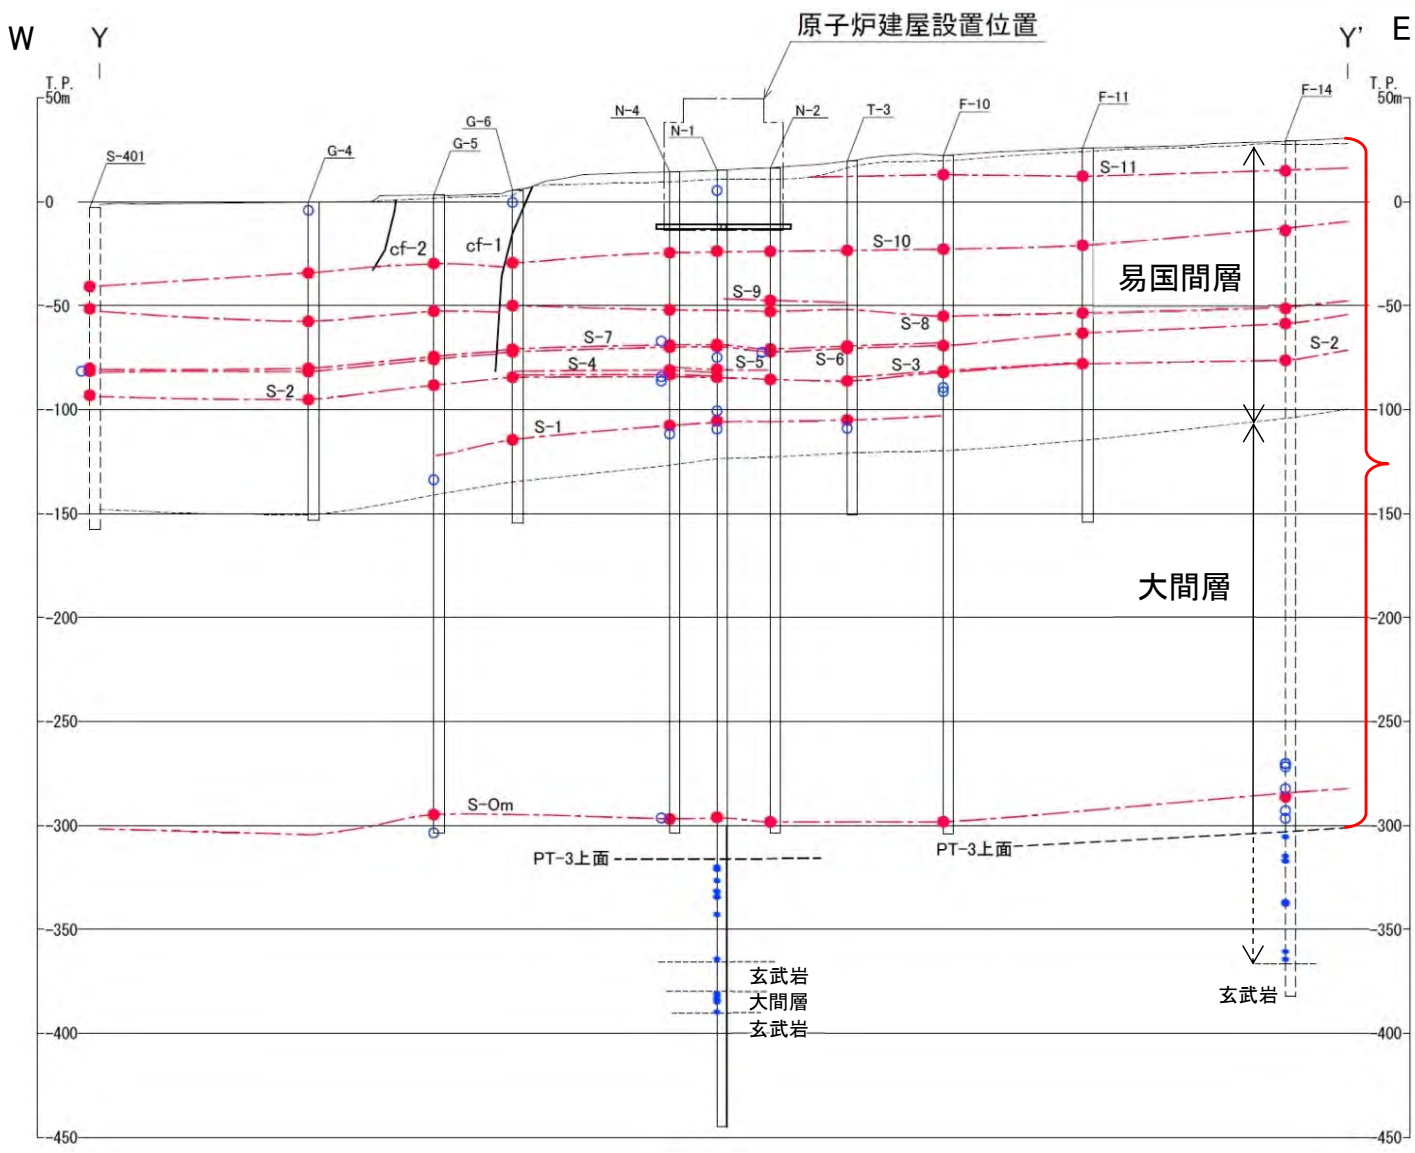 原子炉建屋設置位置
W
Y
Y'
E
T.P.
T.P.
50m
50m
S-401
G-4
G-5
G-6
N-4
N-1
N-2
T-3
F-10
F-11
F-14
S-11
0
0
cf-2
cf-1
S-10
易国間層
S-9
-50
-50
S-8
S-7
S-6
S-5
S-4
S-3
S-2
S-2
-100
-100
S-1
-150
-150
大間層
-200
-200
-250
-250
S-Om
-300
-300
PT-3上面
PT-3上面
-350
-350
玄武岩
大間層
玄武岩
玄武岩
-400
-400
-450
-450